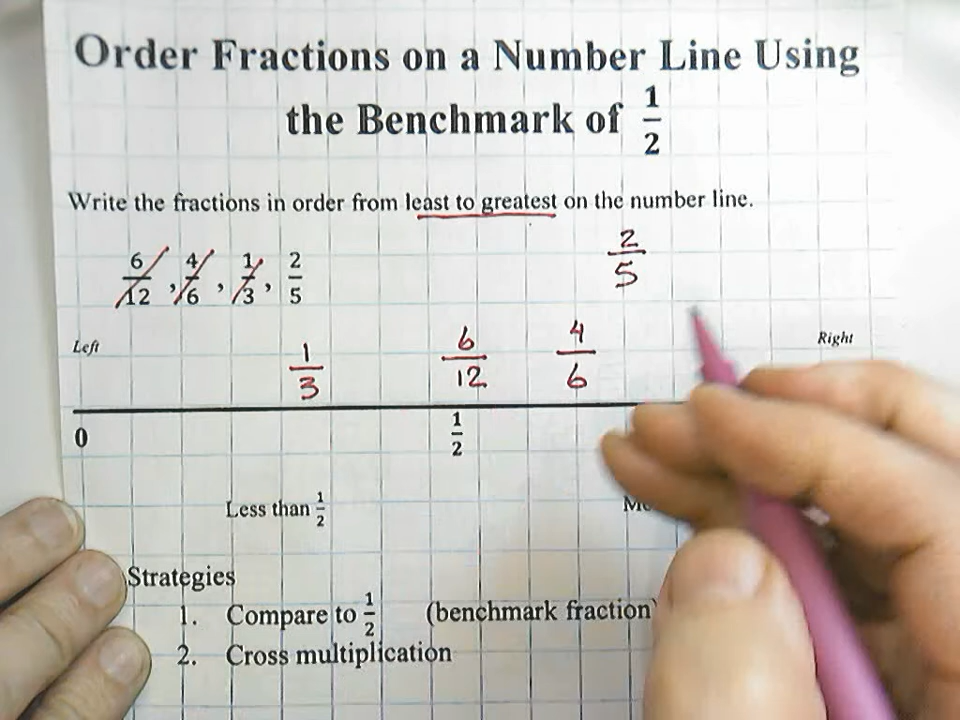 Order Fractions on a Number Line Using
the Benchmark of 1/2
Write the fractions in order from least to greatest on the number line.
2/5
6/12 , 4/6 , 1/3 , 2/5
Left Right
1/3 6/12 4/6
0 1/2
Less than 1/2
Strategies
1. Compare to 1/2 (benchmark fraction)
2. Cross multiplication